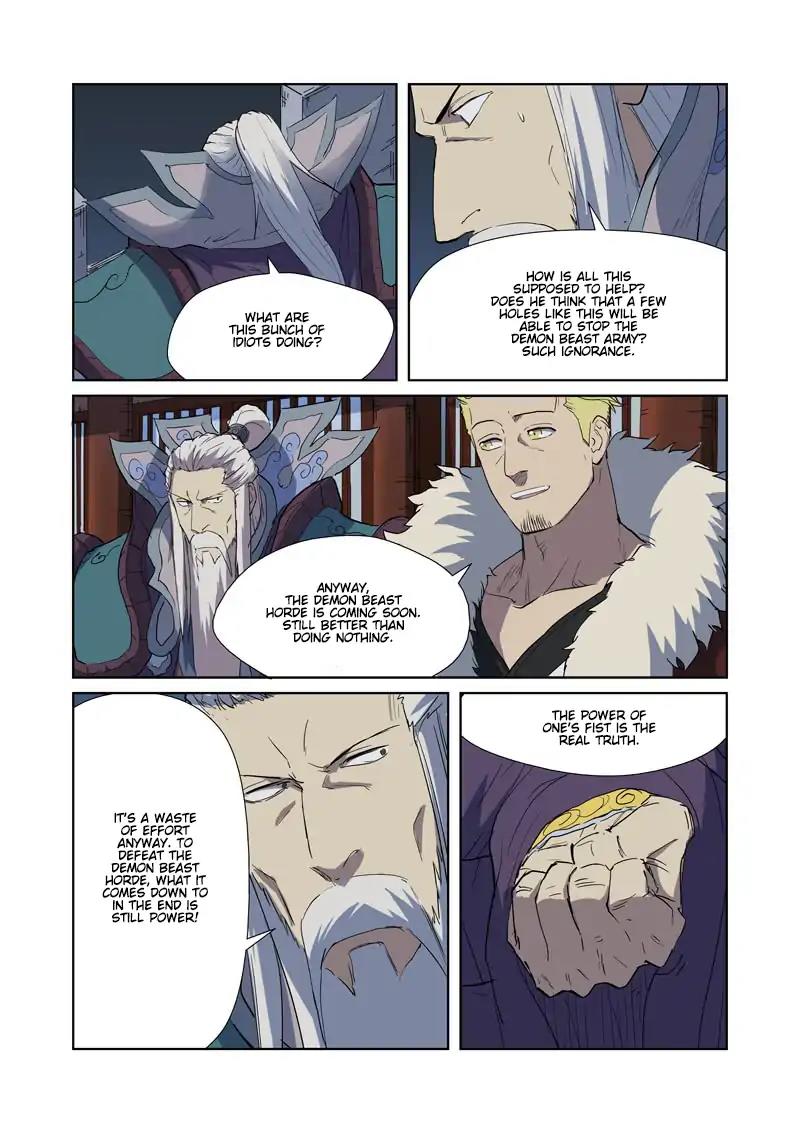 WHAT ARE
THIS BUNCH OF
IDIOTS DOING?
HOW IS ALL THIS
SUPPOSED TO HELP?
DOES HE THINK THAT A FEW
HOLES LIKE THIS WILL BE
ABLE TO STOP THE
DEMON BEAST ARMY?
SUCH IGNORANCE.
ANYWAY,
THE DEMON BEAST
HORDE IS COMING SOON.
STILL BETTER THAN
DOING NOTHING.
IT'S A WASTE
OF EFFORT
ANYWAY. TO
DEFEAT THE
DEMON BEAST
HORDE, WHAT IT
COMES DOWN TO
IN THE END IS
STILL POWER!
THE POWER OF
ONE'S FIST IS THE
REAL TRUTH.